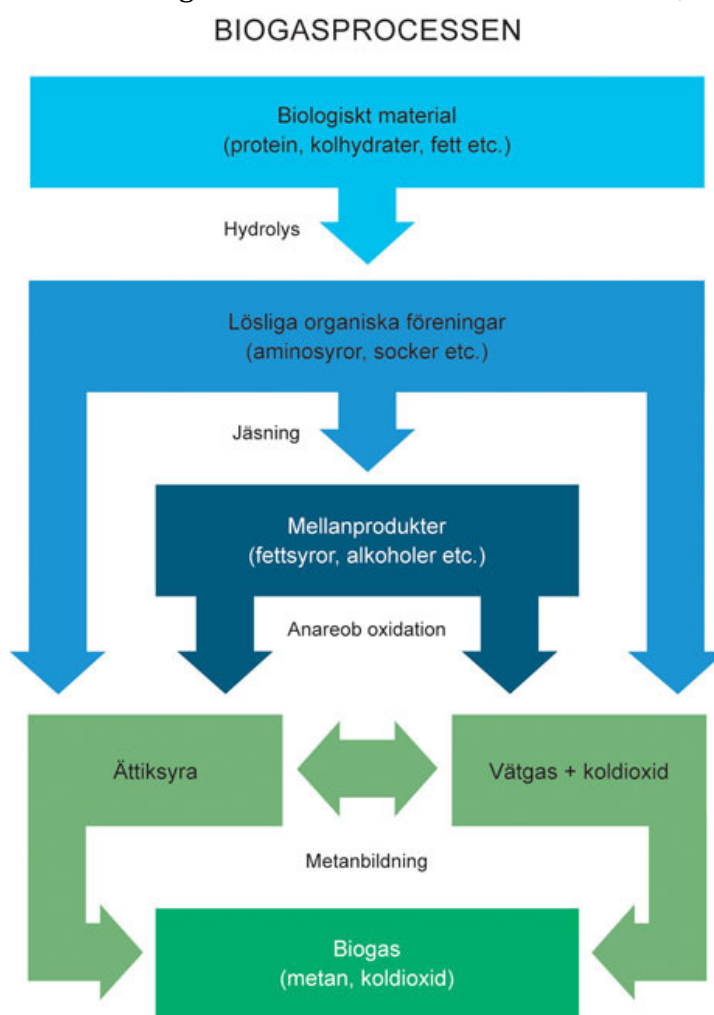 BIOGASPROCESSEN
Biologiskt material
(protein, kolhydrater, fett etc.)
Hydrolys
Lösliga organiska föreningar
(aminosyror, socker etc.)
Jäsning
Mellanprodukter
(fettsyror, alkoholer etc.)
Anareob oxidation
Ättiksyra
Vätgas + koldioxid
Metanbildning
Biogas
(metan, koldioxid)